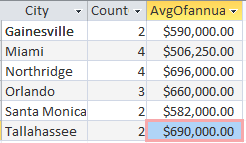 City Count AvgOfannua
Gainesville 2 $590,000.00
Miami 4 $506,250.00
Northridge 4 $696,000.00
Orlando 3 $660,000.00
Santa Monica 2 $582,000.00
Tallahassee 2 $690,000.00